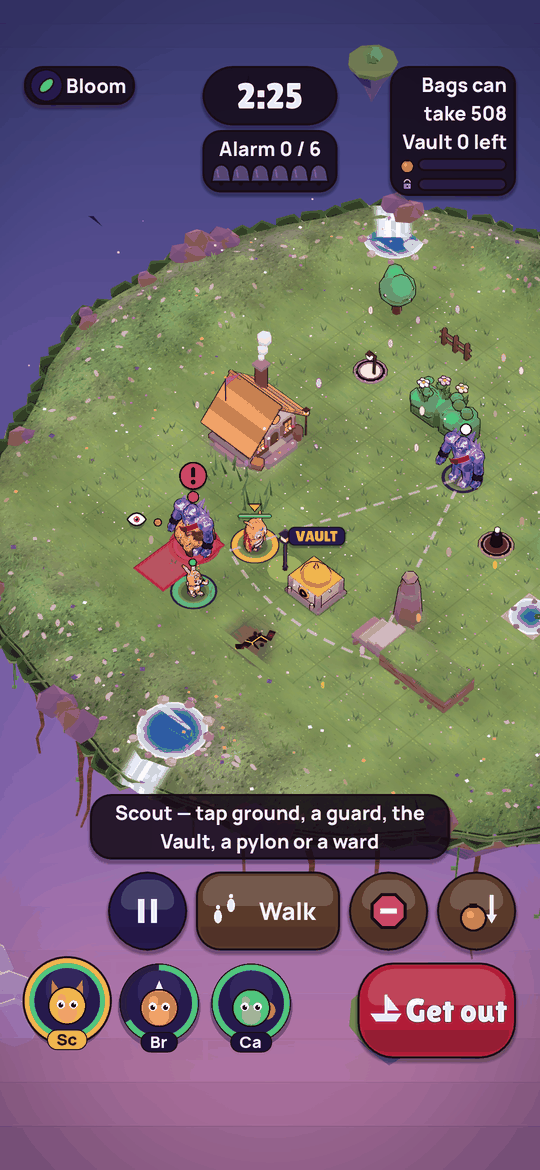 Bloom
2:25
Alarm 0 / 6
Bags can
take 508
Vault 0 left
!
VAULT
Scout — tap ground, a guard, the
Vault, a pylon or a ward
Walk
Get out
Sc
Br
Ca